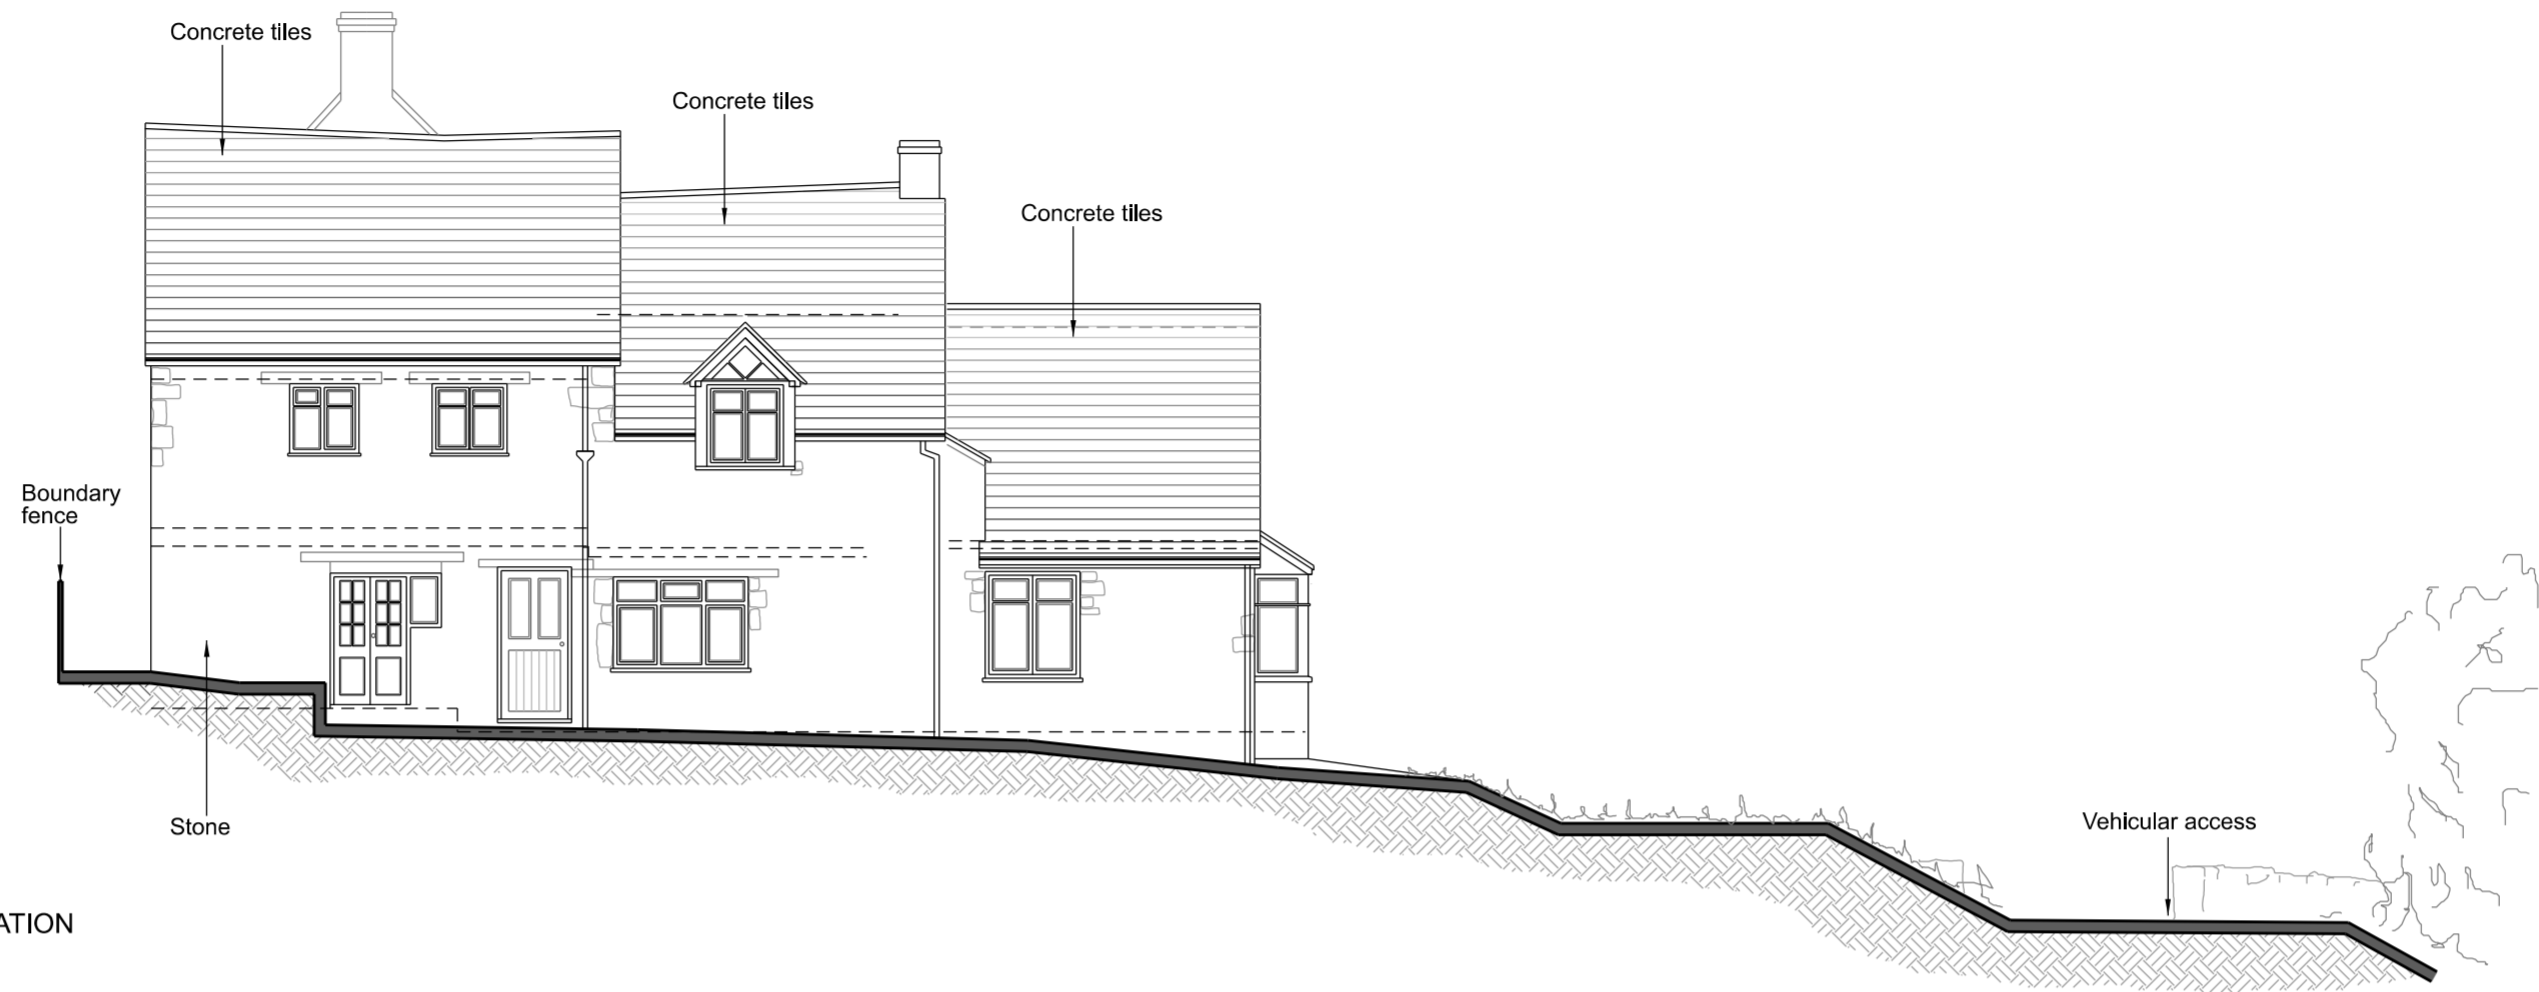 Concrete tiles
Concrete tiles
Concrete tiles
Boundary
fence
Stone
Vehicular access
ATION